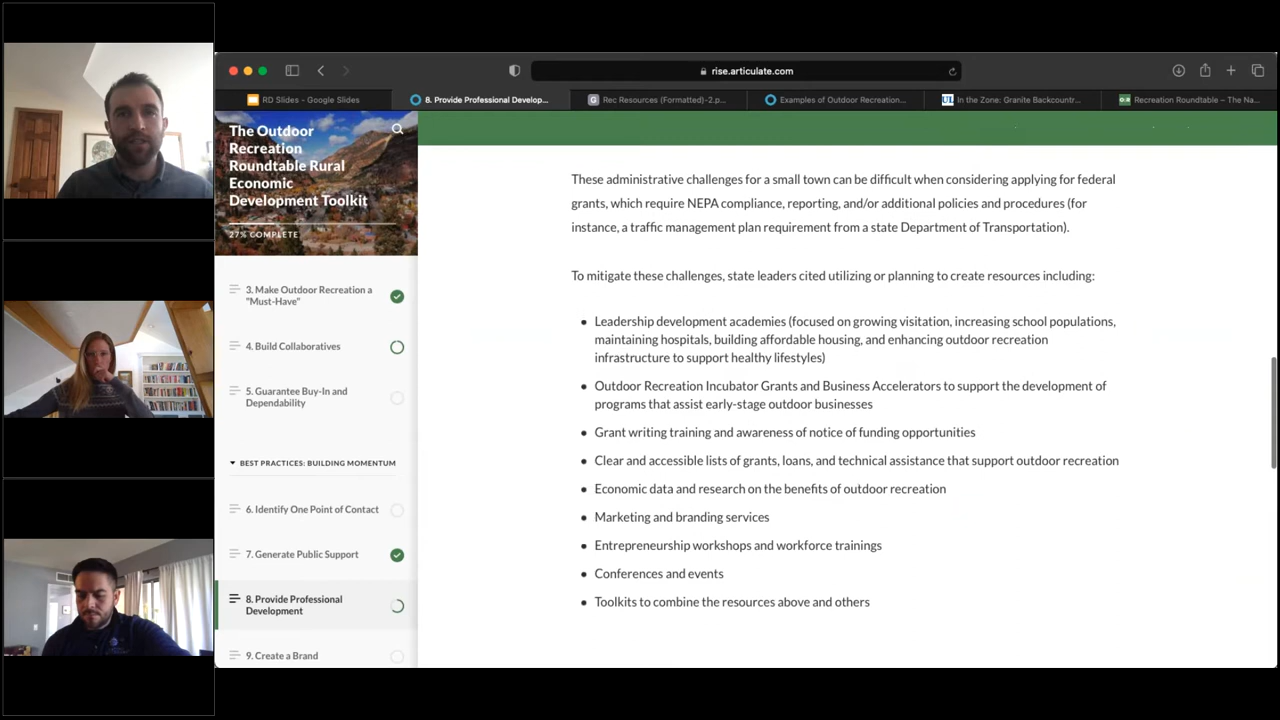 rise.articulate.com
RD Slides - Google Slides
8. Provide Professional Develop...
Rec Resources (Formatted)-2.p...
Examples of Outdoor Recreation...
In the Zone: Granite Backcountr...
Recreation Roundtable – The Na...
The Outdoor
Recreation
Roundtable Rural
Economic
Development Toolkit
27% COMPLETE
3. Make Outdoor Recreation a
"Must-Have"
4. Build Collaboratives
5. Guarantee Buy-In and
Dependability
BEST PRACTICES: BUILDING MOMENTUM
6. Identify One Point of Contact
7. Generate Public Support
8. Provide Professional
Development
9. Create a Brand
These administrative challenges for a small town can be difficult when considering applying for federal
grants, which require NEPA compliance, reporting, and/or additional policies and procedures (for
instance, a traffic management plan requirement from a state Department of Transportation).
To mitigate these challenges, state leaders cited utilizing or planning to create resources including:
• Leadership development academies (focused on growing visitation, increasing school populations,
maintaining hospitals, building affordable housing, and enhancing outdoor recreation
infrastructure to support healthy lifestyles)
• Outdoor Recreation Incubator Grants and Business Accelerators to support the development of
programs that assist early-stage outdoor businesses
• Grant writing training and awareness of notice of funding opportunities
• Clear and accessible lists of grants, loans, and technical assistance that support outdoor recreation
• Economic data and research on the benefits of outdoor recreation
• Marketing and branding services
• Entrepreneurship workshops and workforce trainings
• Conferences and events
• Toolkits to combine the resources above and others